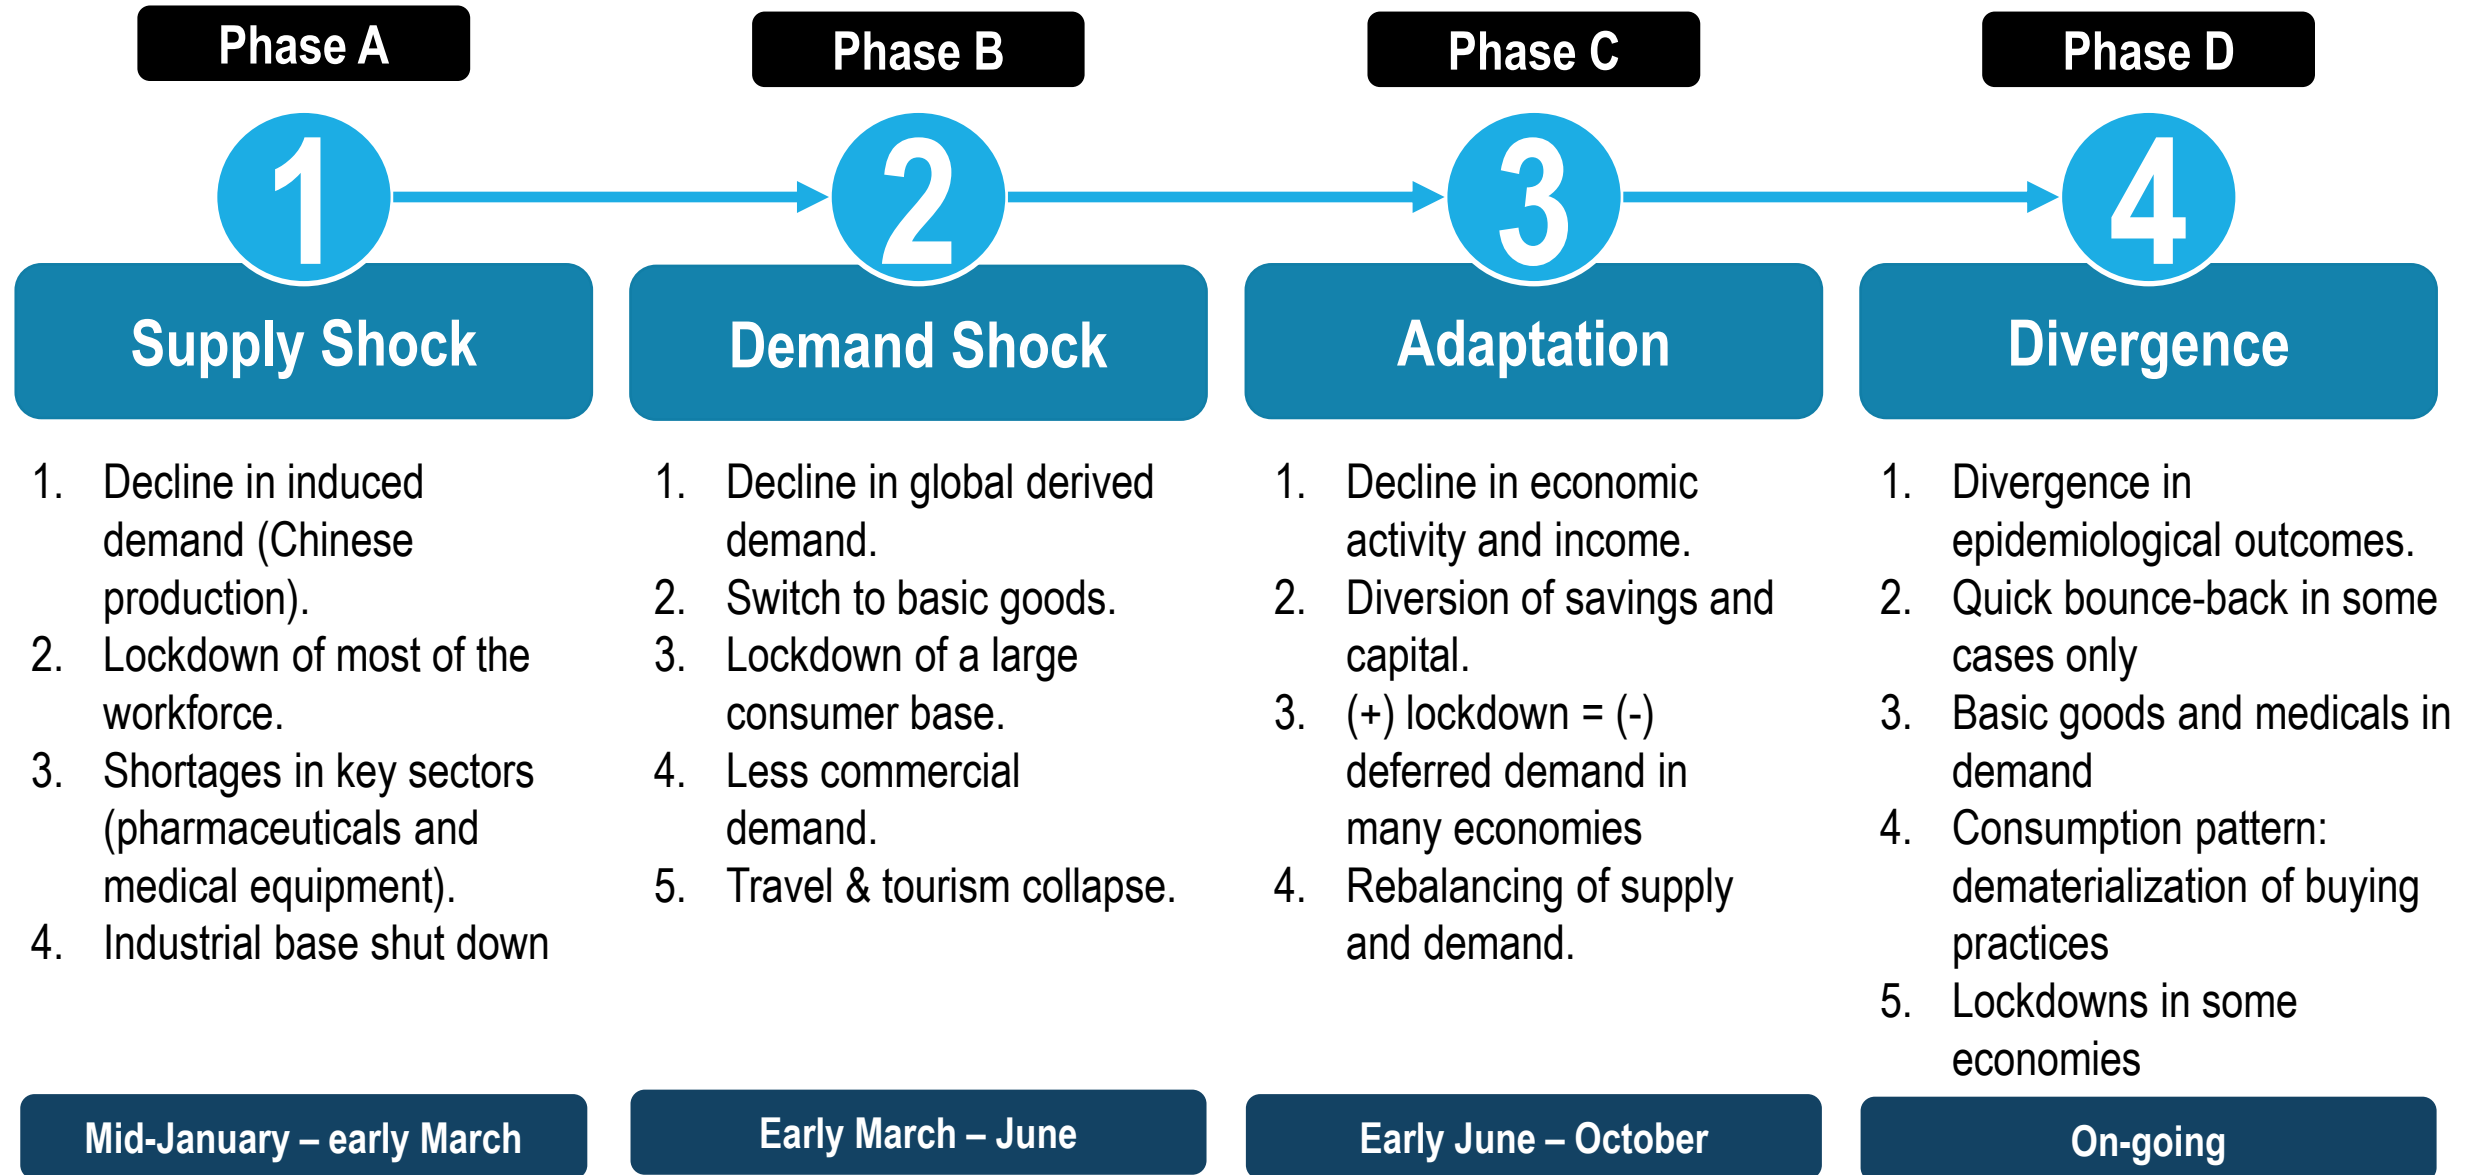 Phase A
1
Supply Shock
1. Decline in induced
demand (Chinese
production).
2. Lockdown of most of the
workforce.
3. Shortages in key sectors
(pharmaceuticals and
medical equipment).
4. Industrial base shut down
Mid-January – early March
Phase B
2
Demand Shock
1. Decline in global derived
demand.
2. Switch to basic goods.
3. Lockdown of a large
consumer base.
4. Less commercial
demand.
5. Travel & tourism collapse.
Early March – June
Phase C
3
Adaptation
1. Decline in economic
activity and income.
2. Diversion of savings and
capital.
3. (+) lockdown = (-)
deferred demand in
many economies
4. Rebalancing of supply
and demand.
Early June – October
Phase D
4
Divergence
1. Divergence in
epidemiological outcomes.
2. Quick bounce-back in some
cases only
3. Basic goods and medicals in
demand
4. Consumption pattern:
dematerialization of buying
practices
5. Lockdowns in some
economies
On-going